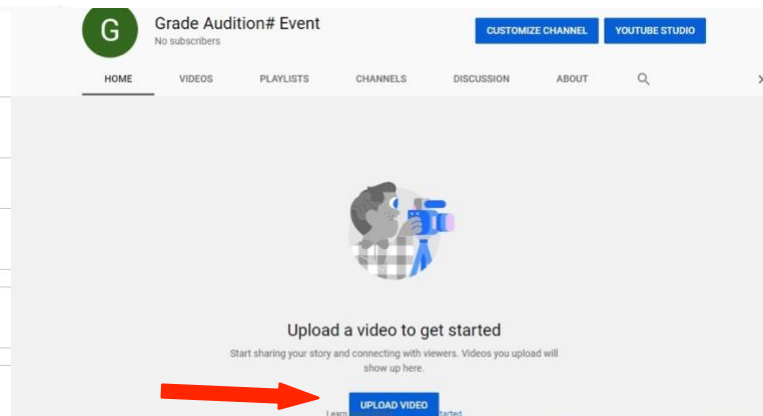 G
Grade Audition# Event
No subscribers
CUSTOMIZE CHANNEL
YOUTUBE STUDIO
HOME VIDEOS PLAYLISTS CHANNELS DISCUSSION ABOUT
Upload a video to get started
Start sharing your story and connecting with viewers. Videos you upload will
show up here.
UPLOAD VIDEO
Learn